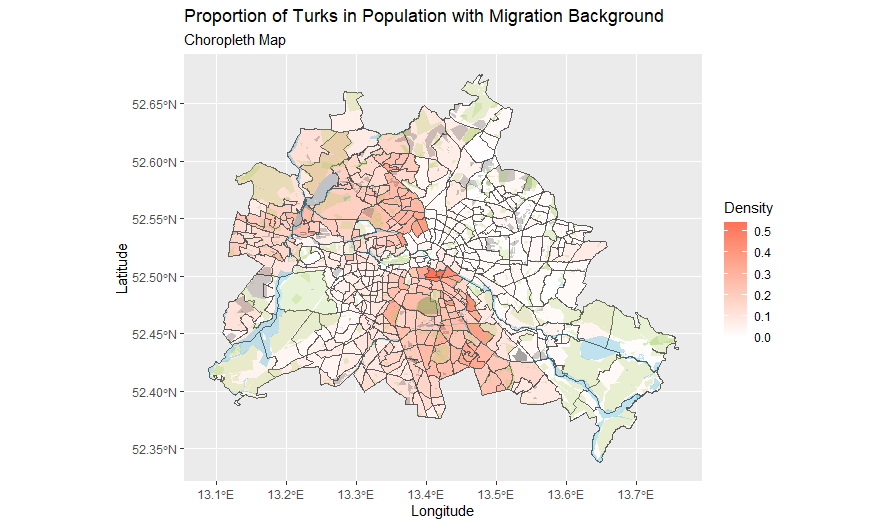 Proportion of Turks in Population with Migration Background
Choropleth Map
52.65°N
52.60°N
52.55°N
52.50°N
52.45°N
52.40°N
52.35°N
Latitude
13.1°E
13.2°E
13.3°E
13.4°E
13.5°E
13.6°E
13.7°E
Longitude
Density
0.5
0.4
0.3
0.2
0.1
0.0